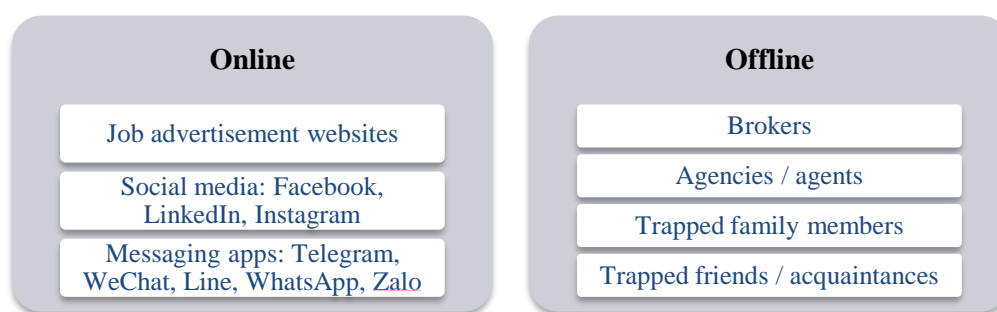 Online
Job advertisement websites
Social media: Facebook,
LinkedIn, Instagram
Messaging apps: Telegram,
WeChat, Line, WhatsApp, Zalo
Offline
Brokers
Agencies / agents
Trapped family members
Trapped friends / acquaintances